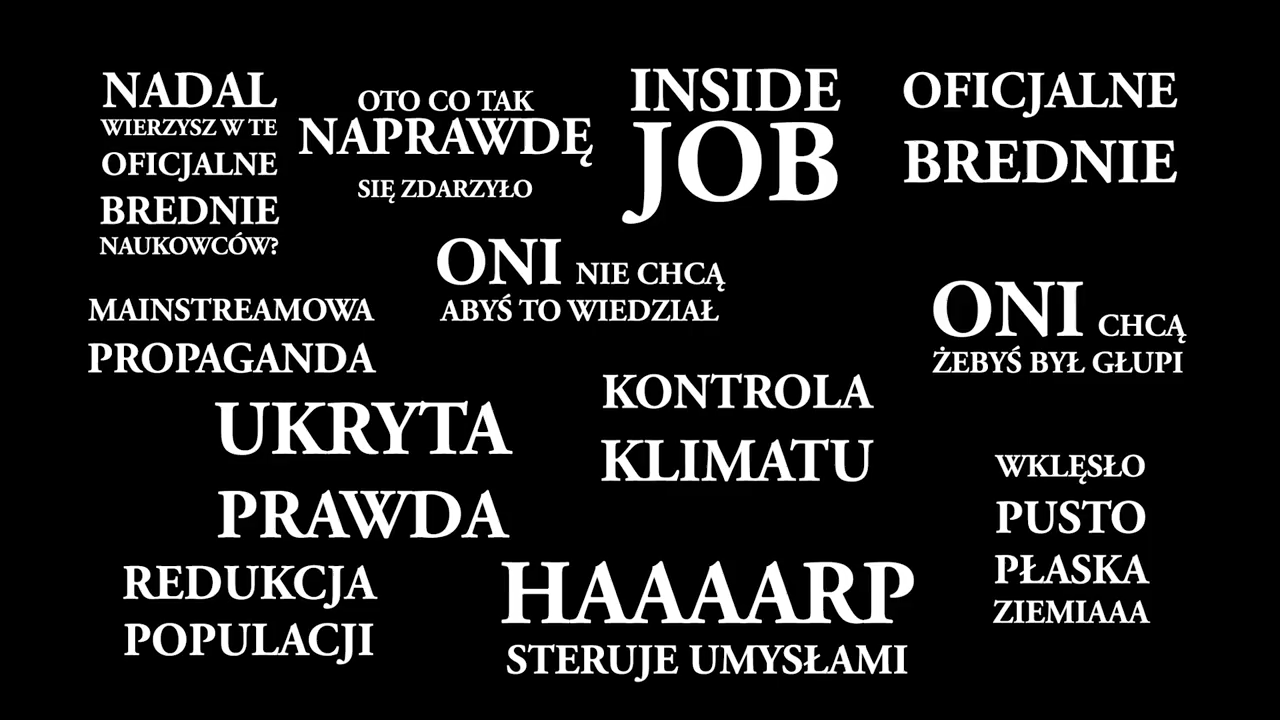 NADAL
WIERZYSZ W TE
OFICJALNE
BREDNIE
NAUKOWCÓW?
OTO CO TAK
NAPRAWDĘ
SIĘ ZDARZYŁO
INSIDE
JOB
OFICJALNE
BREDNIE
ONI NIE CHCĄ
ABYŚ TO WIEDZIAŁ
MAINSTREAMOWA
PROPAGANDA
ONI CHCĄ
ŻEBYŚ BYŁ GŁUPI
UKRYTA
PRAWDA
KONTROLA
KLIMATU
WKLĘSŁO
PUSTO
PŁASKA
ZIEMIAAA
REDUKCJA
POPULACJI
HAAAARP
STERUJE UMYSŁAMI